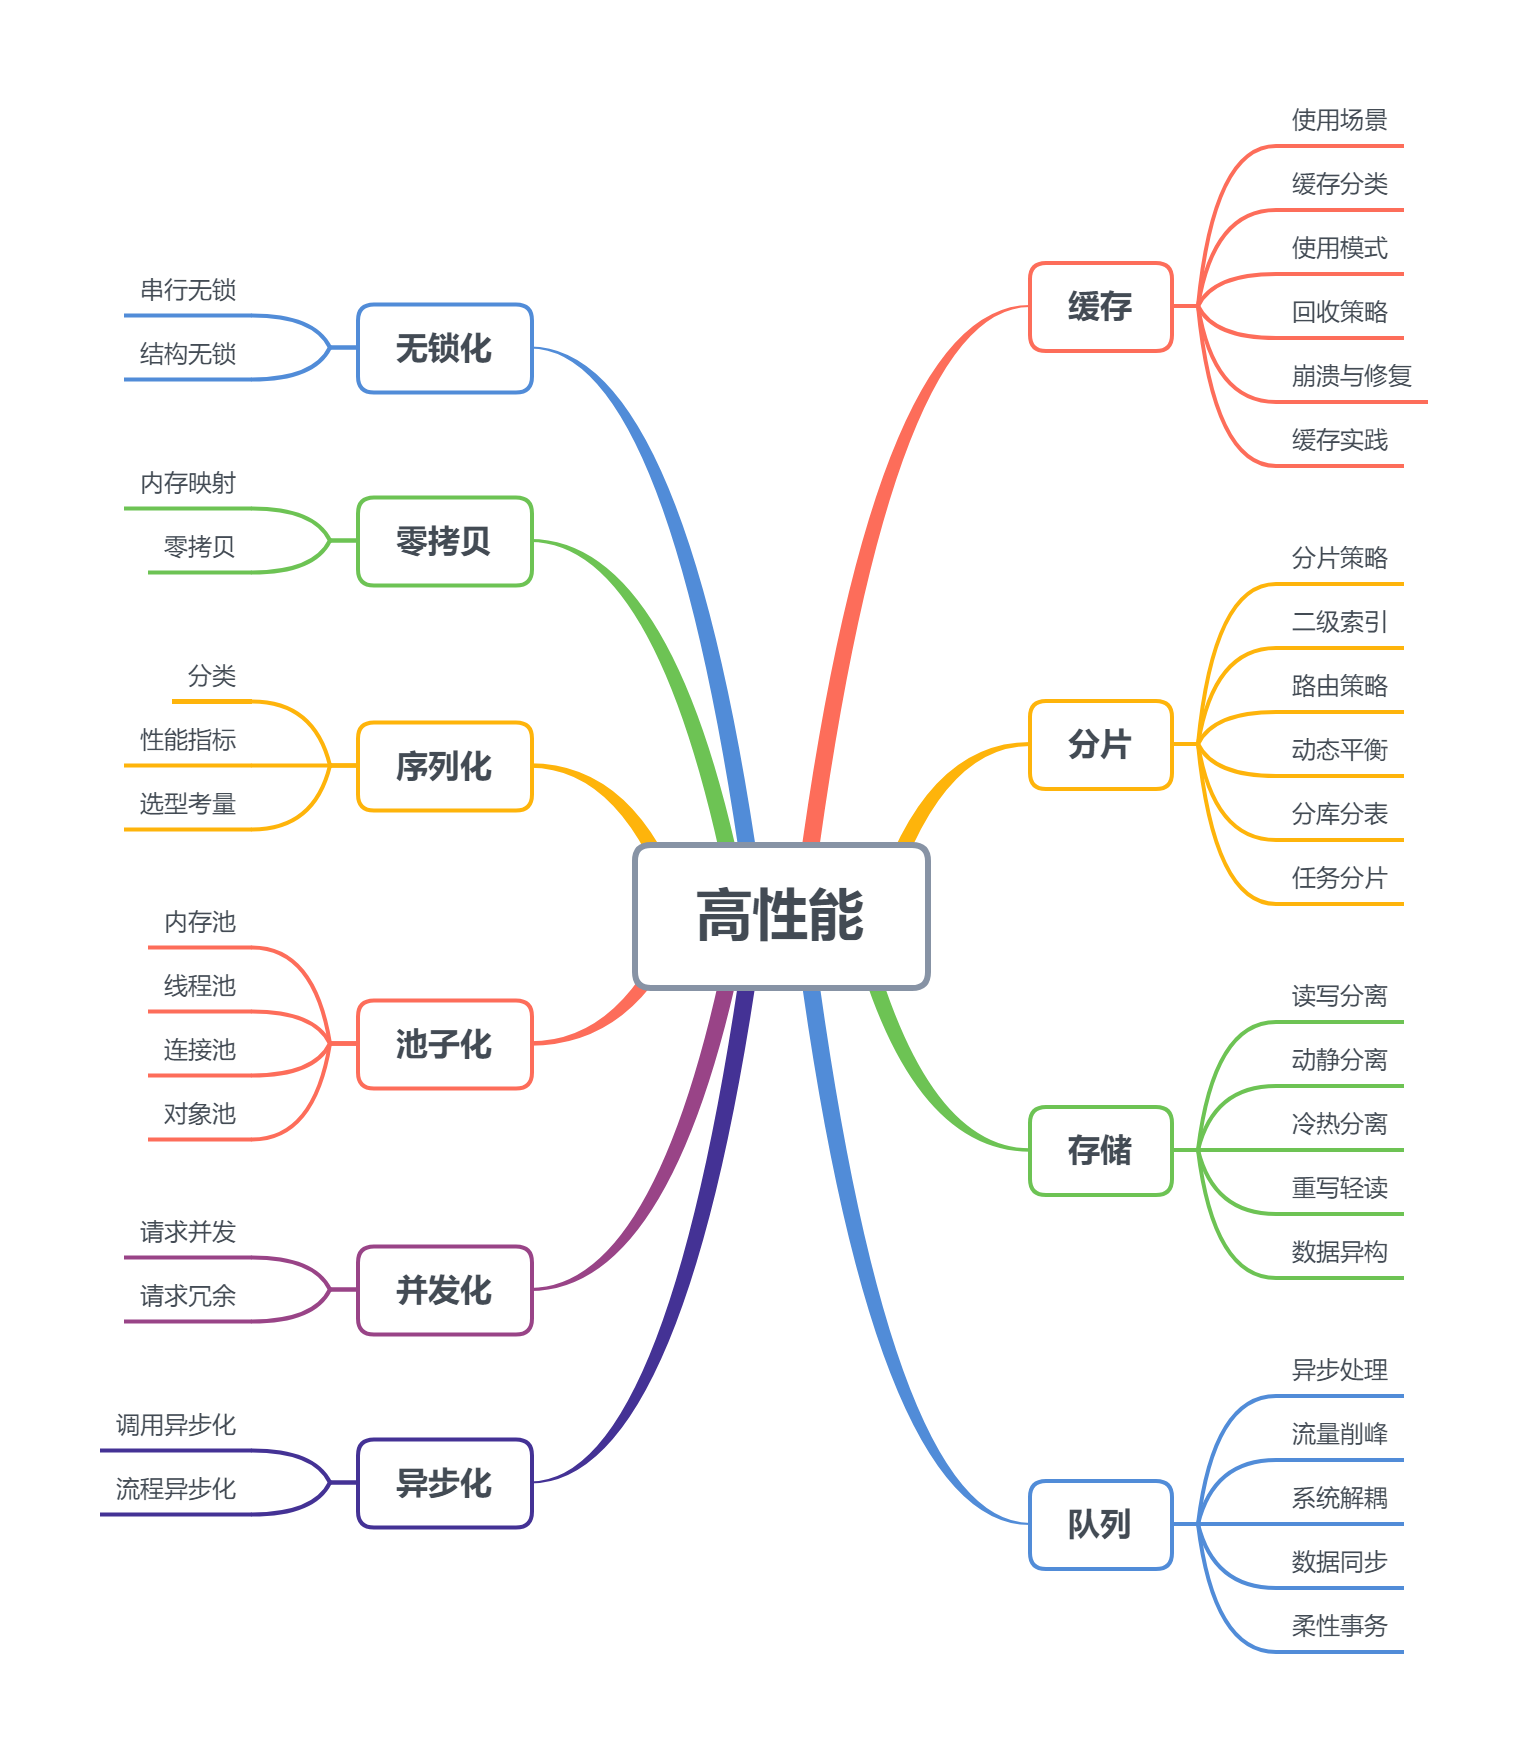 高性能
无锁化
串行无锁
结构无锁
零拷贝
内存映射
零拷贝
序列化
分类
性能指标
选型考量
池子化
内存池
线程池
连接池
对象池
并发化
请求并发
请求冗余
异步化
调用异步化
流程异步化
缓存
使用场景
缓存分类
使用模式
回收策略
崩溃与修复
缓存实践
分片
分片策略
二级索引
路由策略
动态平衡
分库分表
任务分片
存储
读写分离
动静分离
冷热分离
重写轻读
数据异构
队列
异步处理
流量削峰
系统解耦
数据同步
柔性事务